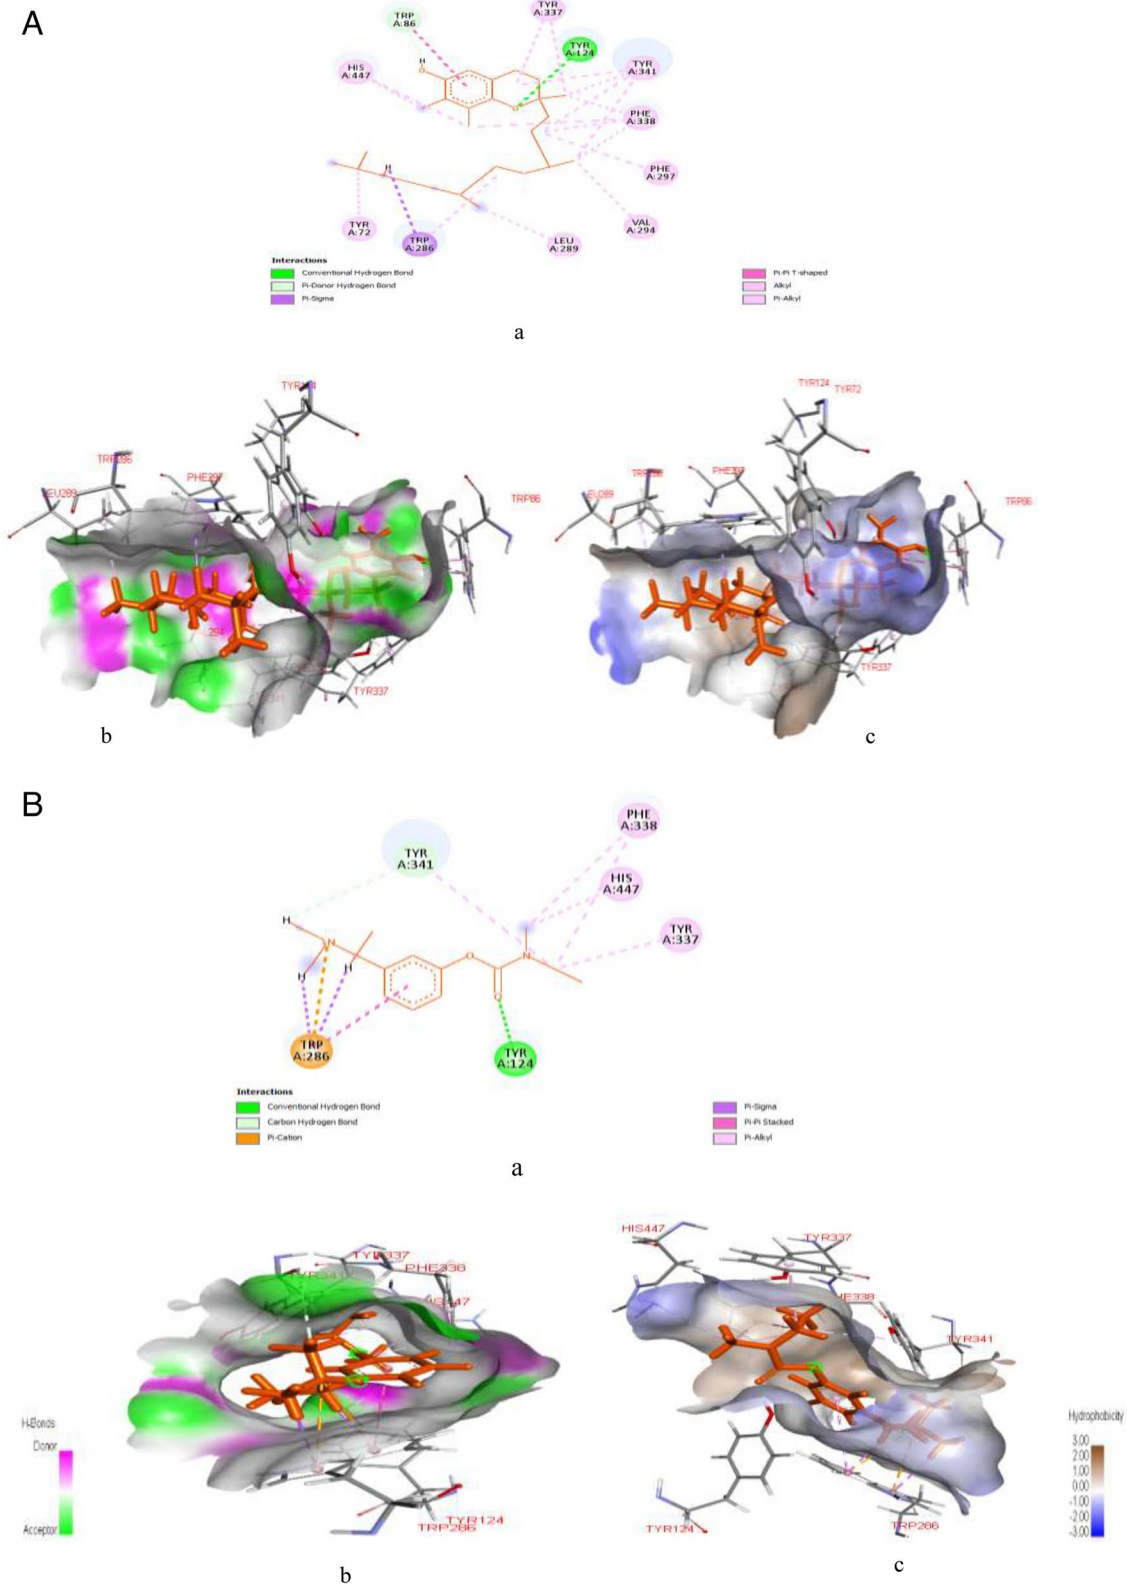 A
TRP
A:86
TYR
A:337
TYR
A:124
TYR
A:341
HIS
A:447
H
O
O
PHE
A:338
PHE
A:297
H
TYR
A:72
TRP
A:286
LEU
A:289
VAL
A:294
Interactions
Conventional Hydrogen Bond
Pi-Donor Hydrogen Bond
Pi-Sigma
Pi-Pi T-shaped
Alkyl
Pi-Alkyl
a
TRP86
TYR337
TYR124 TYR72
TRP86
TYR337
b
c
B
PHE
A:338
TYR
A:341
HIS
A:447
TYR
A:337
H
N
H
H
O
N
O
TRP
A:286
TYR
A:124
Interactions
Conventional Hydrogen Bond
Carbon Hydrogen Bond
Pi-Cation
Pi-Sigma
Pi-Pi Stacked
Pi-Alkyl
a
TYR337
PHE338
TYR341
TYR124
TRP286
H-Bonds
Donor
Acceptor
b
HIS447
TYR337
TYR341
TYR124
Hydrophobicity
3.00
2.00
1.00
0.00
-1.00
-2.00
-3.00
c